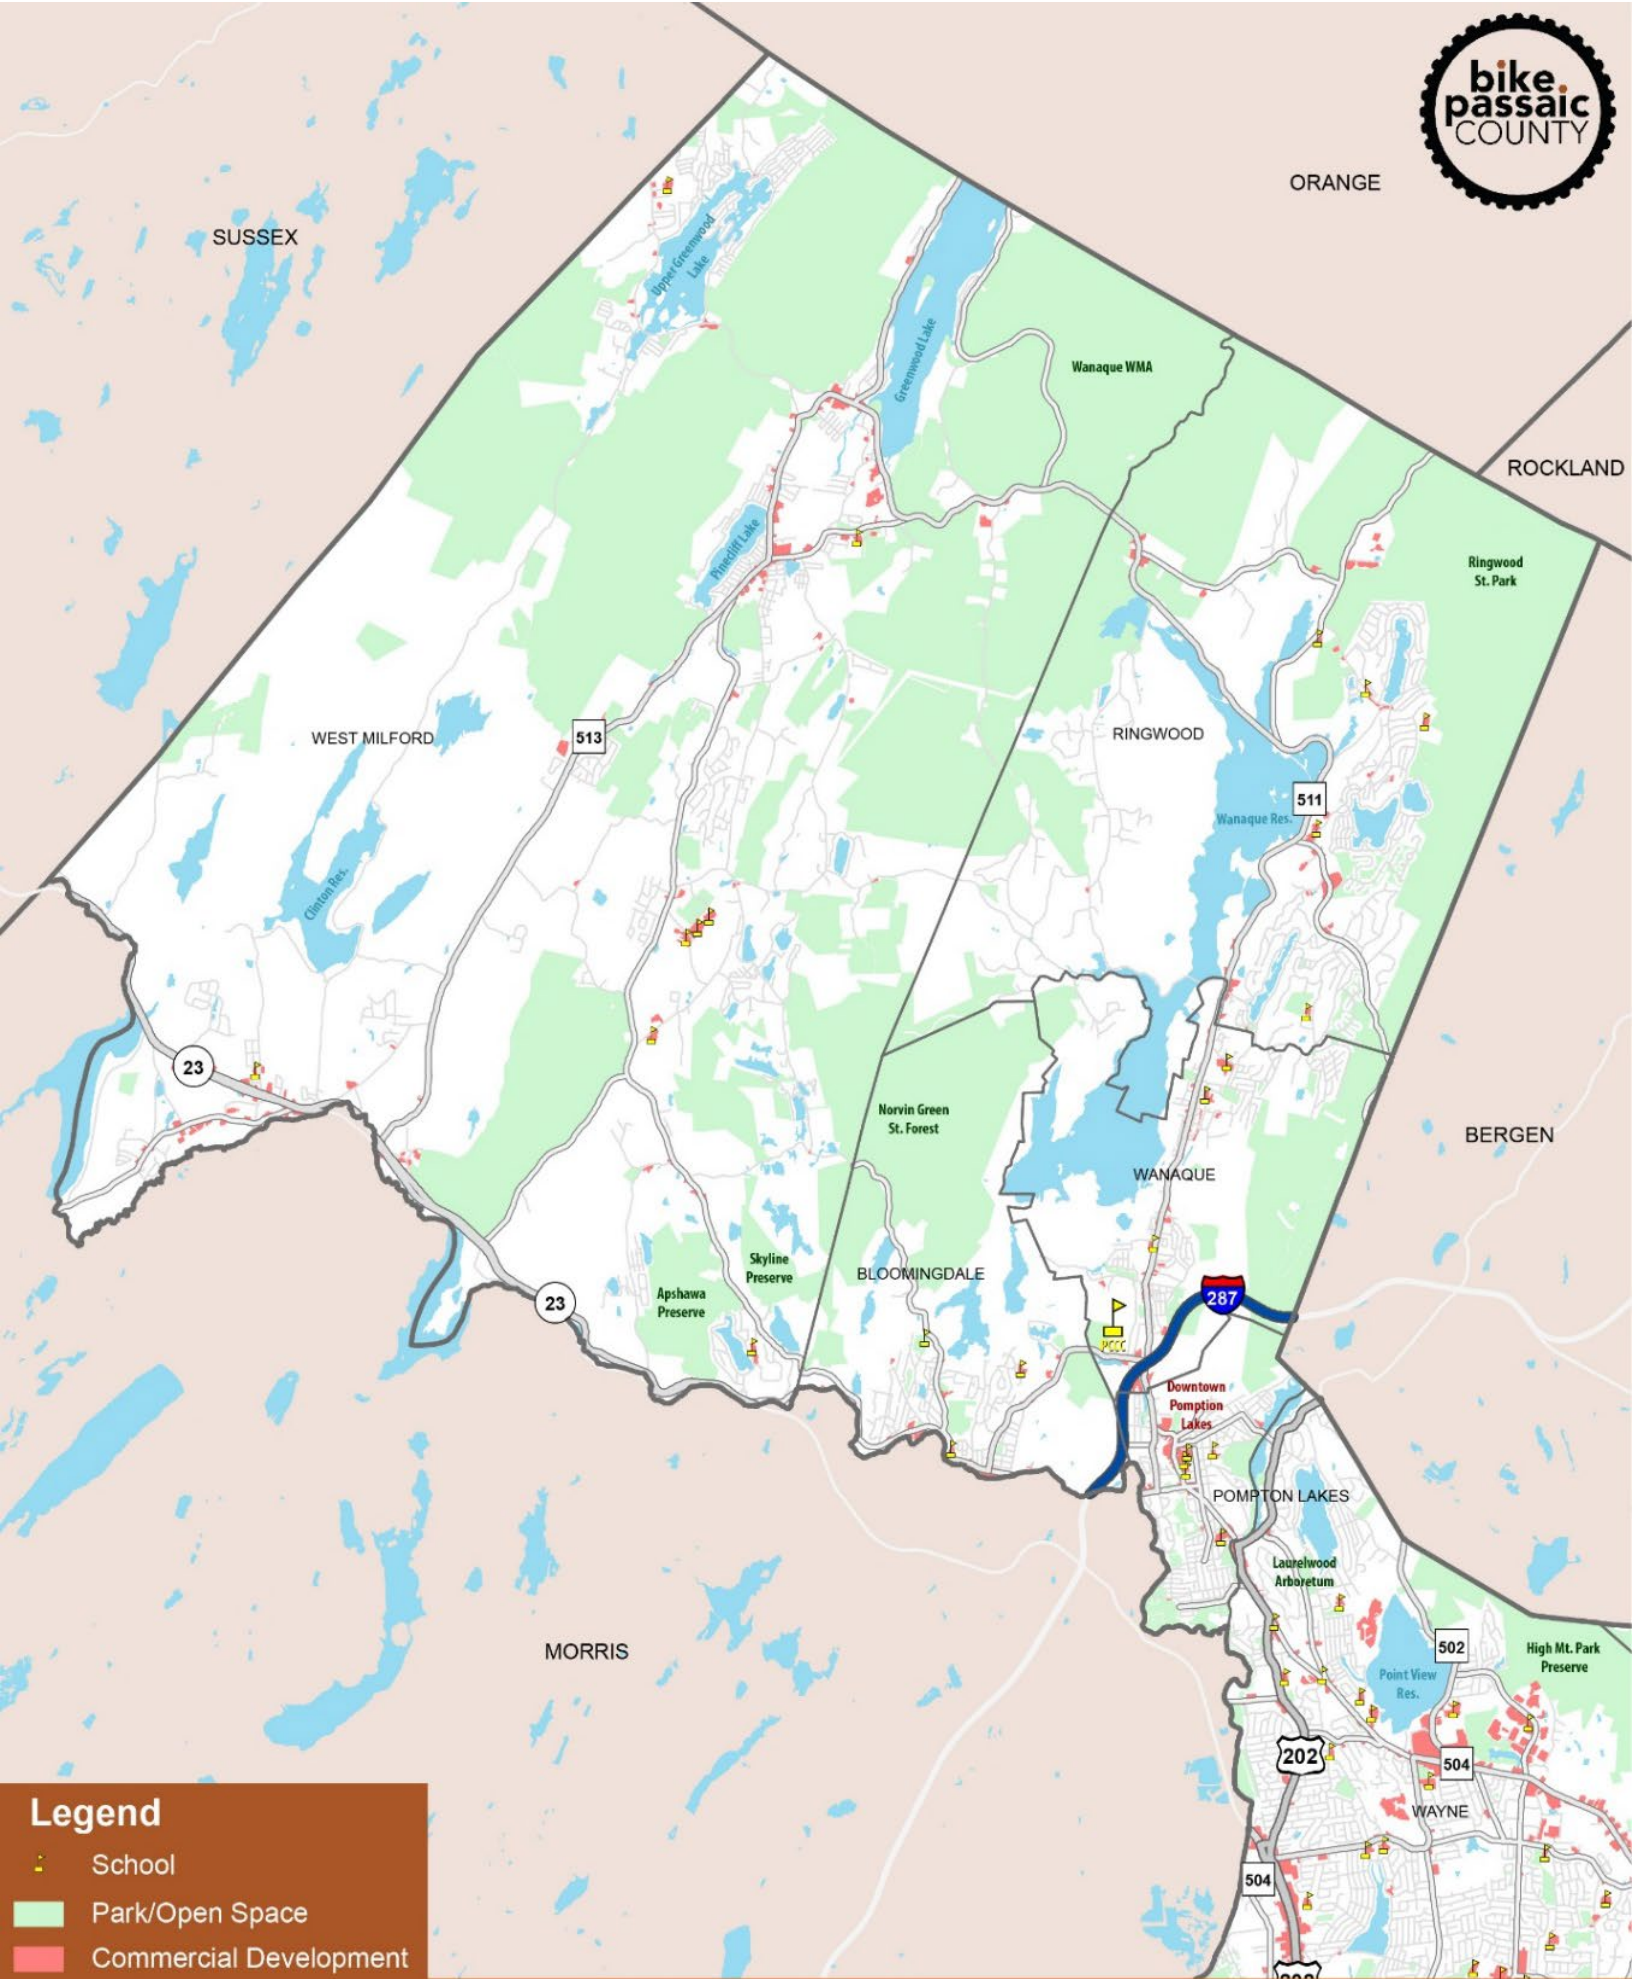 bike
passaic
COUNTY
ORANGE
SUSSEX
Upper Greenwood
Lake
Greenwood Lake
Wanaque WMA
ROCKLAND
Pinecliff Lake
Ringwood
St. Park
WEST MILFORD
513
RINGWOOD
511
Wanaque Res.
Clinton Res.
23
Norvin Green
St. Forest
BERGEN
WANAQUE
Skyline
Preserve
BLOOMINGDALE
Apshawa
Preserve
23
287
PCCC
Downtown
Pomption
Lakes
POMPTON LAKES
Laurelwood
Arboretum
MORRIS
502
High Mt. Park
Preserve
Point View
Res.
202
504
WAYNE
504
Legend
School
Park/Open Space
Commercial Development